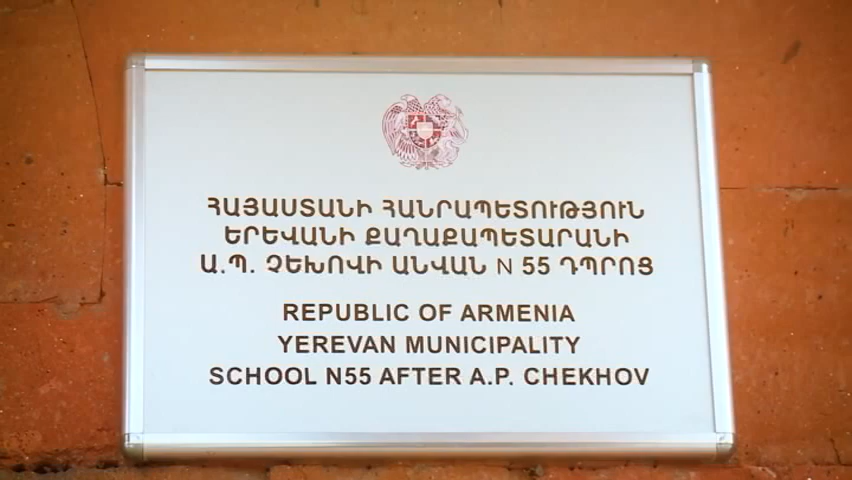 ՀԱՅԱՍՏԱՆԻ ՀԱՆՐԱՊԵՏՈՒԹՅՈՒՆ
ԵՐԵՎԱՆԻ ՔԱՂԱՔԱՊԵՏԱՐԱՆԻ
Ա.Պ. ՉԵԽՈՎԻ ԱՆՎԱՆ N 55 ԴՊՐՈՑ
REPUBLIC OF ARMENIA
YEREVAN MUNICIPALITY
SCHOOL N55 AFTER A.P. CHEKHOV